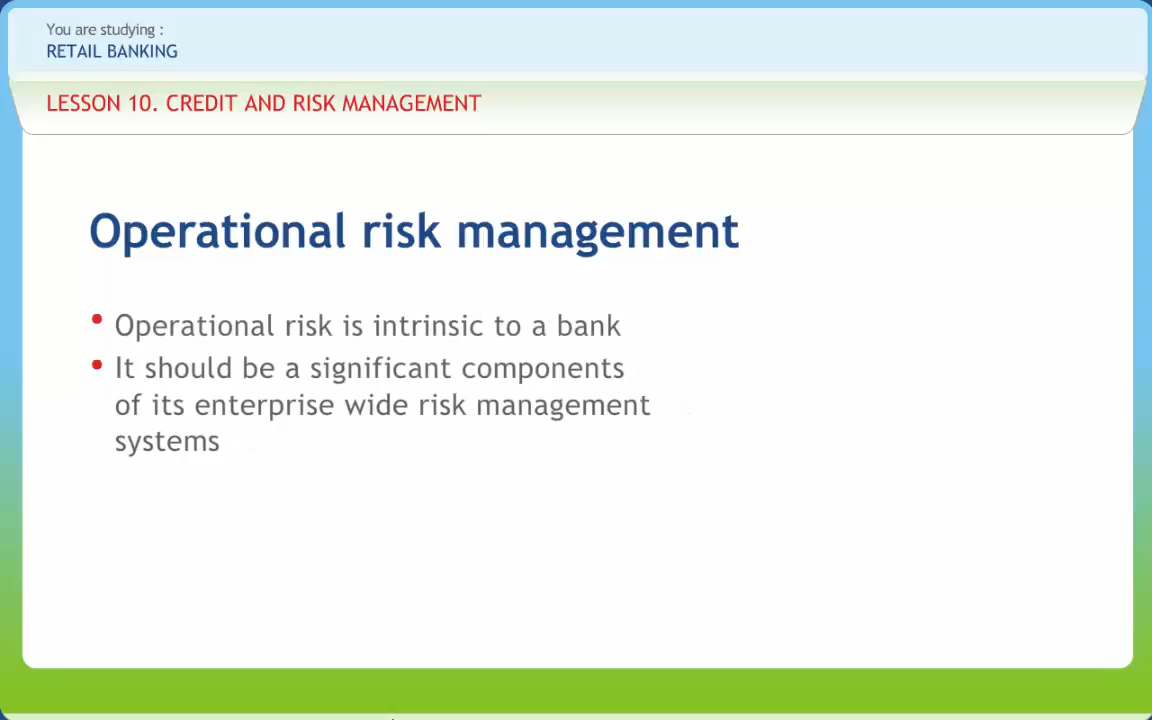 You are studying :
RETAIL BANKING
LESSON 10. CREDIT AND RISK MANAGEMENT
Operational risk management
• Operational risk is intrinsic to a bank
• It should be a significant components
of its enterprise wide risk management
systems